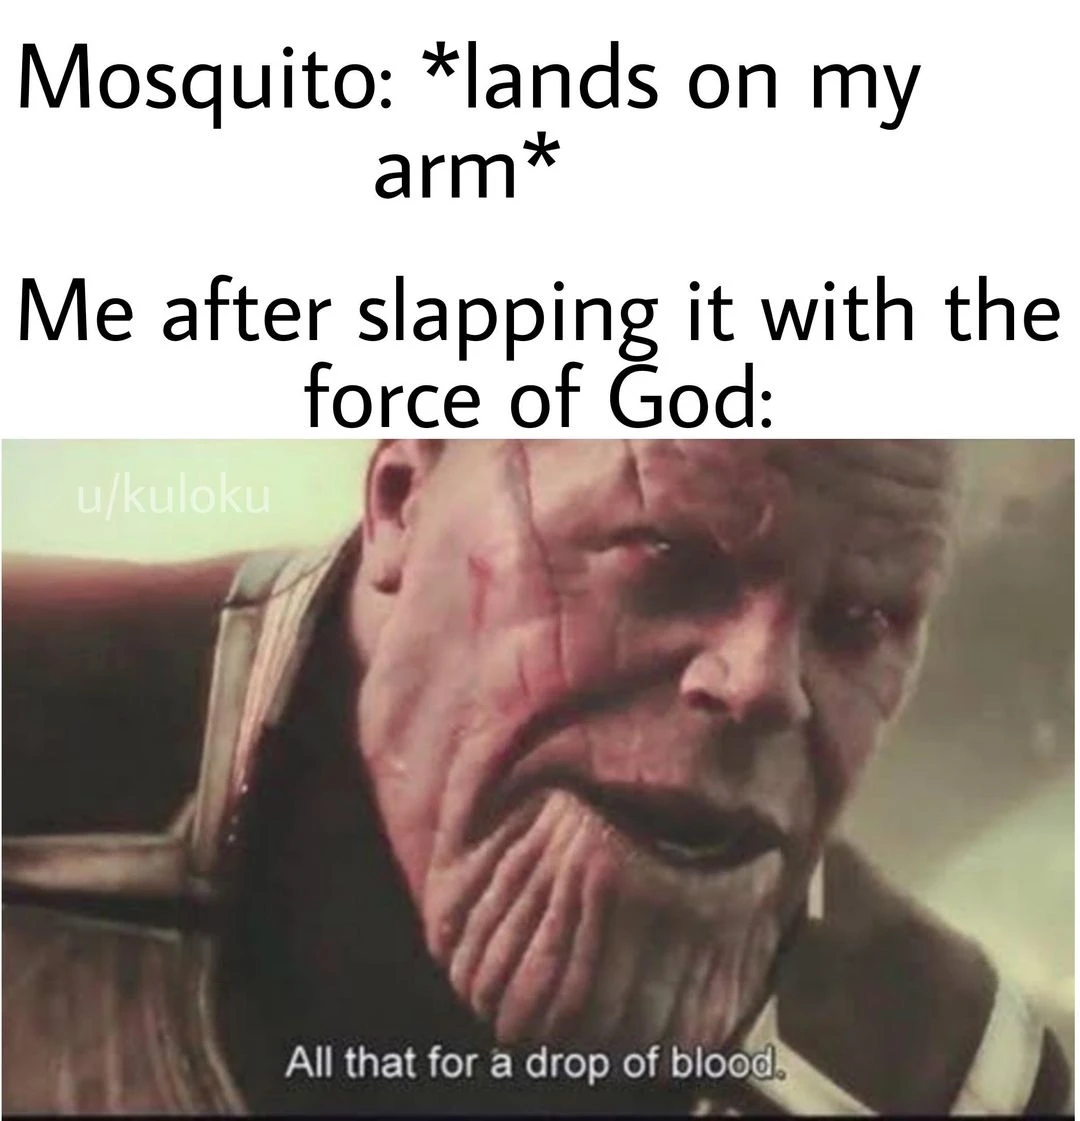 Mosquito: *lands on my
arm*
Me after slapping it with the
force of God:
u/kuloku
All that for a drop of blood.